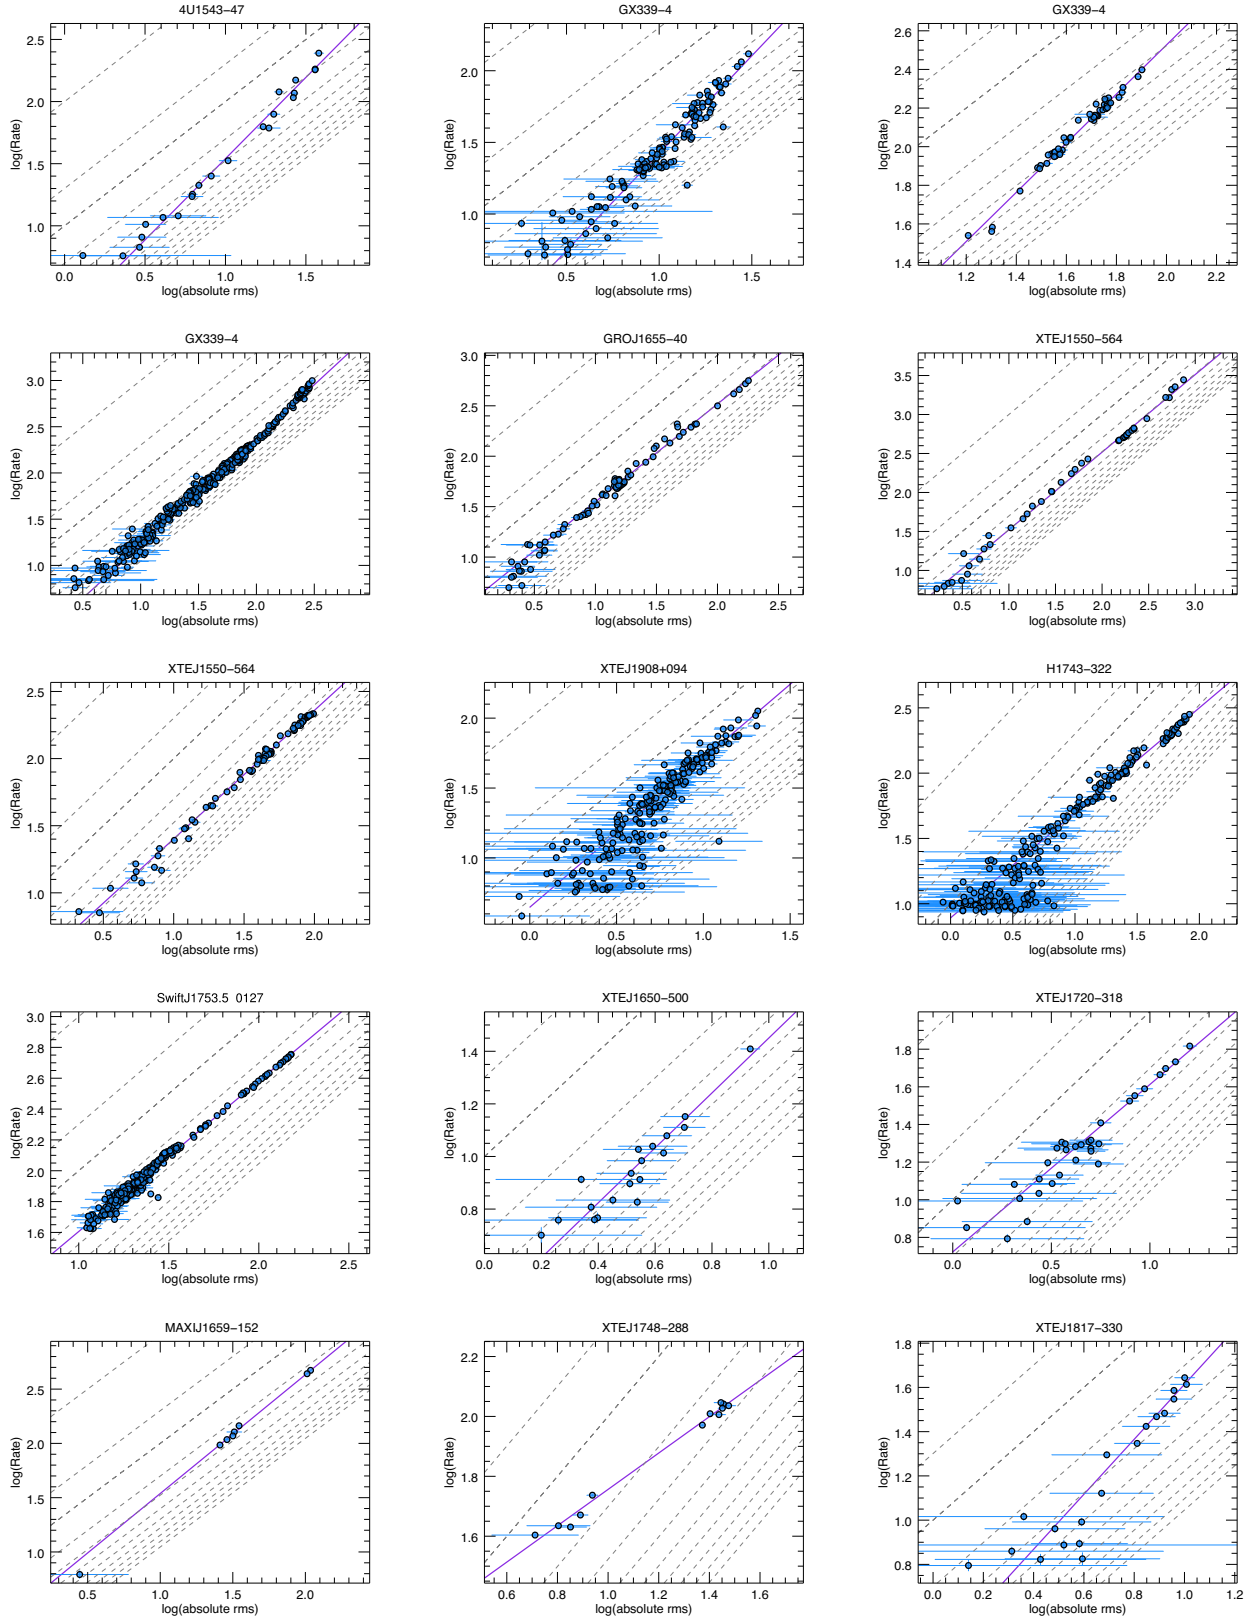 4U1543−47
log(Rate)
2.5
2.0
1.5
1.0
0.0 0.5 1.0 1.5
log(absolute rms)
GX339−4
log(Rate)
2.0
1.5
1.0
0.5 1.0 1.5
log(absolute rms)
GX339−4
log(Rate)
2.6
2.4
2.2
2.0
1.8
1.6
1.4
1.2 1.4 1.6 1.8 2.0 2.2
log(absolute rms)
GX339−4
log(Rate)
3.0
2.5
2.0
1.5
1.0
0.5 1.0 1.5 2.0 2.5
log(absolute rms)
GROJ1655−40
log(Rate)
3.0
2.5
2.0
1.5
1.0
0.5 1.0 1.5 2.0 2.5
log(absolute rms)
XTEJ1550−564
log(Rate)
3.5
3.0
2.5
2.0
1.5
1.0
0.5 1.0 1.5 2.0 2.5 3.0
log(absolute rms)
XTEJ1550−564
log(Rate)
2.5
2.0
1.5
1.0
0.5 1.0 1.5 2.0
log(absolute rms)
XTEJ1908+094
log(Rate)
2.0
1.5
1.0
0.0 0.5 1.0 1.5
log(absolute rms)
H1743−322
log(Rate)
2.5
2.0
1.5
1.0
0.0 0.5 1.0 1.5 2.0
log(absolute rms)
SwiftJ1753.5 0127
log(Rate)
3.0
2.8
2.6
2.4
2.2
2.0
1.8
1.6
1.0 1.5 2.0 2.5
log(absolute rms)
XTEJ1650−500
log(Rate)
1.4
1.2
1.0
0.8
0.0 0.2 0.4 0.6 0.8 1.0
log(absolute rms)
XTEJ1720−318
log(Rate)
1.8
1.6
1.4
1.2
1.0
0.8
0.0 0.5 1.0
log(absolute rms)
MAXIJ1659−152
log(Rate)
2.5
2.0
1.5
1.0
0.5 1.0 1.5 2.0
log(absolute rms)
XTEJ1748−288
log(Rate)
2.2
2.0
1.8
1.6
0.6 0.8 1.0 1.2 1.4 1.6
log(absolute rms)
XTEJ1817−330
log(Rate)
1.8
1.6
1.4
1.2
1.0
0.8
0.0 0.2 0.4 0.6 0.8 1.0 1.2
log(absolute rms)